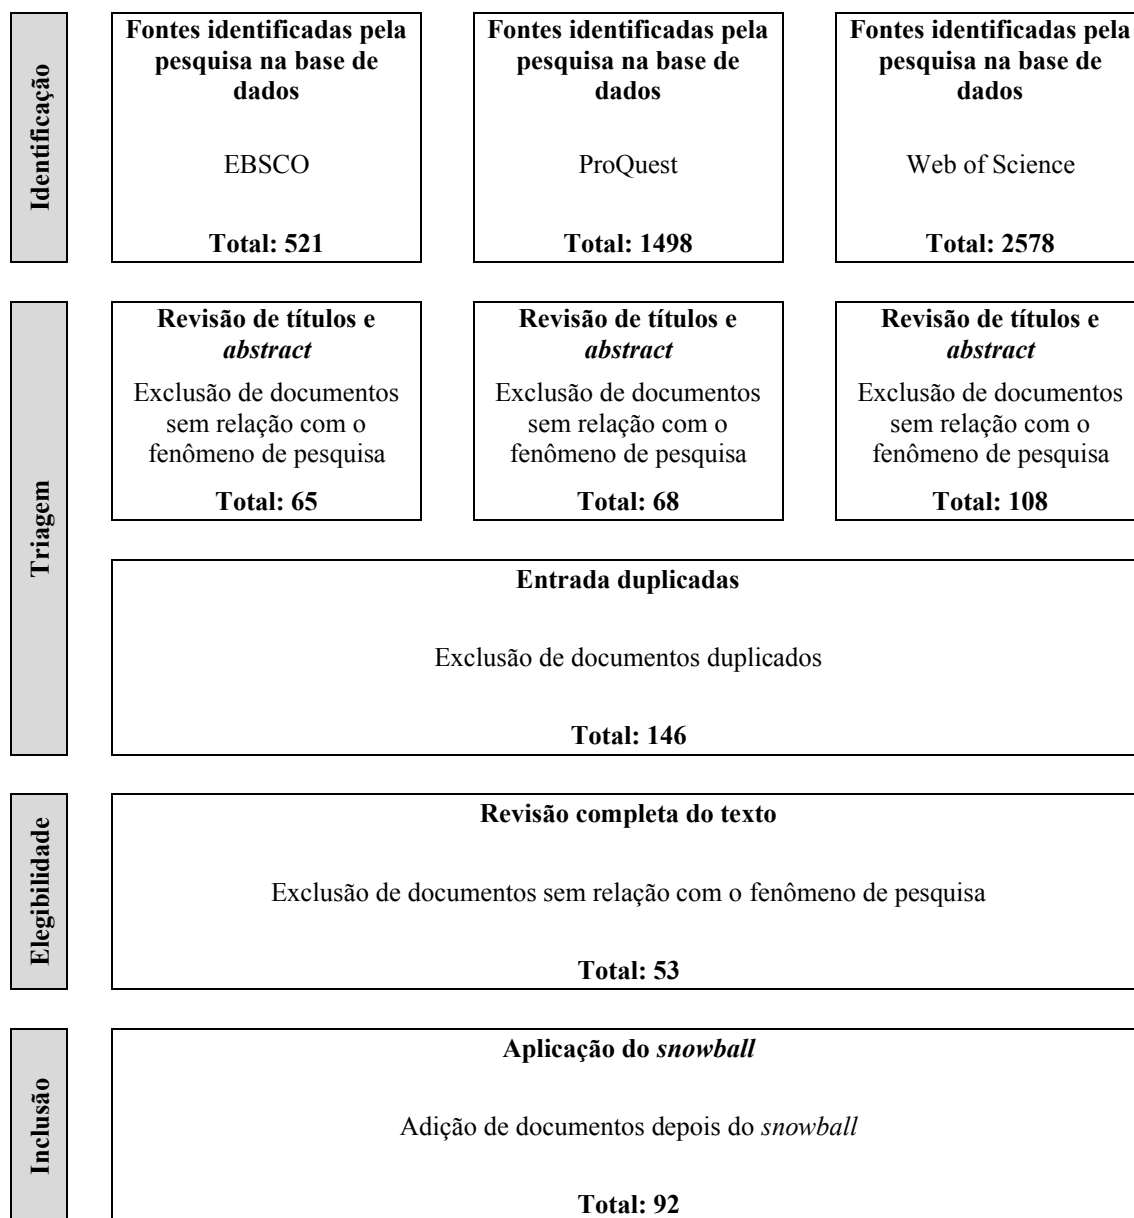 Identificação
Fontes identificadas pela
pesquisa na base de
dados
EBSCO
Total: 521
Fontes identificadas pela
pesquisa na base de
dados
ProQuest
Total: 1498
Fontes identificadas pela
pesquisa na base de
dados
Web of Science
Total: 2578
Triagem
Revisão de títulos e
abstract
Exclusão de documentos
sem relação com o
fenômeno de pesquisa
Total: 65
Revisão de títulos e
abstract
Exclusão de documentos
sem relação com o
fenômeno de pesquisa
Total: 68
Revisão de títulos e
abstract
Exclusão de documentos
sem relação com o
fenômeno de pesquisa
Total: 108
Entrada duplicadas
Exclusão de documentos duplicados
Total: 146
Elegibilidade
Revisão completa do texto
Exclusão de documentos sem relação com o fenômeno de pesquisa
Total: 53
Inclusão
Aplicação do snowball
Adição de documentos depois do snowball
Total: 92